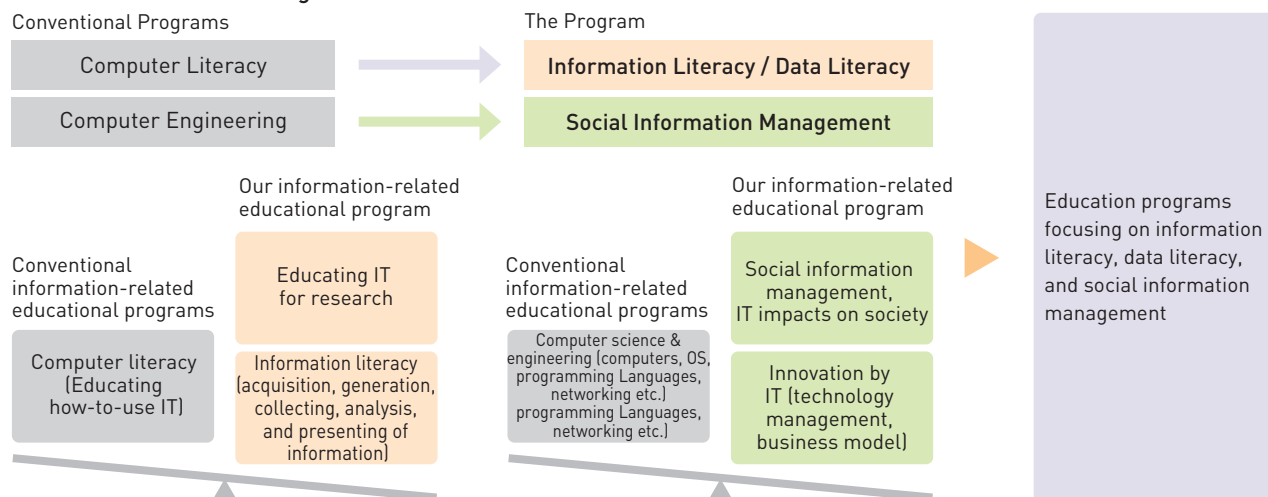 Conventional Programs
Computer Literacy
Computer Engineering
The Program
Information Literacy / Data Literacy
Social Information Management
Conventional
information-related
educational programs
Computer literacy
(Educating
how-to-use IT)
Our information-related
educational program
Educating IT
for research
Information literacy
(acquisition, generation,
collecting, analysis,
and presenting of
information)
Conventional
information-related
educational programs
Computer science &
engineering (computers, OS,
programming Languages,
networking etc.)
programming Languages,
networking etc.)
Our information-related
educational program
Social information
management,
IT impacts on society
Innovation by
IT (technology
management,
business model)
Education programs
focusing on information
literacy, data literacy,
and social information
management